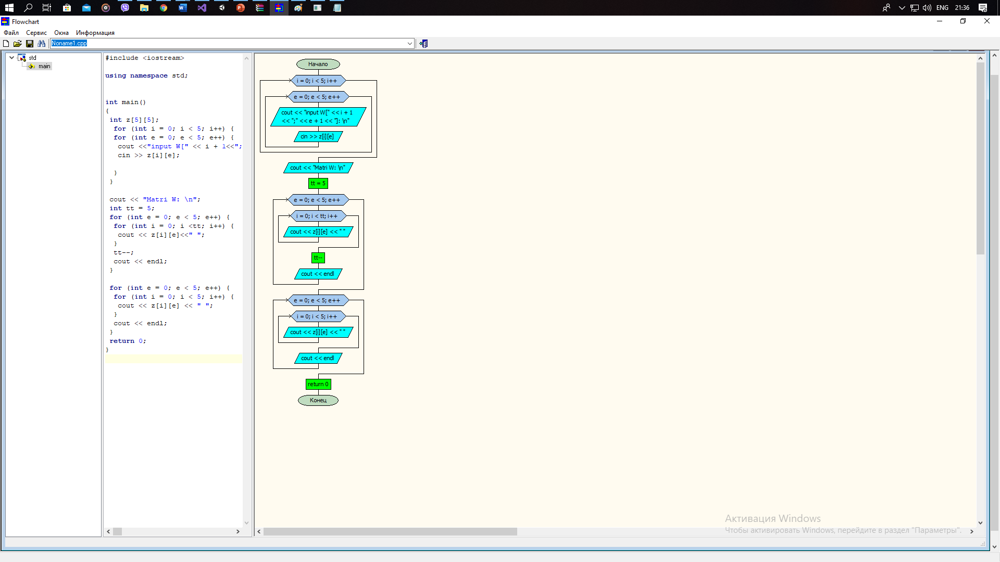 ENG 21:36
Flowchart
Файл Сервис Окна Информация
Noname1.cpp
std
main
#include <iostream>
using namespace std;
int main()
{
int z[5][5];
for (int i = 0; i < 5; i++) {
for (int e = 0; e < 5; e++) {
cout <<"input W[" << i + 1<<";
cin >> z[i][e];
}
}
cout << "Matri W: \n";
int tt = 5;
for (int e = 0; e < 5; e++) {
for (int i = 0; i <tt; i++) {
cout << z[i][e]<<" ";
}
tt--;
cout << endl;
}
for (int e = 0; e < 5; e++) {
for (int i = 0; i < 5; i++) {
cout << z[i][e] << " ";
}
cout << endl;
}
return 0;
}
Начало
i = 0; i < 5; i++
e = 0; e < 5; e++
cout << "input W[" << i + 1
<< ";" << e + 1 << "]: \n"
cin >> z[i][e]
cout << "Matri W: \n"
tt = 5
e = 0; e < 5; e++
i = 0; i < tt; i++
cout << z[i][e] << " "
tt--
cout << endl
e = 0; e < 5; e++
i = 0; i < 5; i++
cout << z[i][e] << " "
cout << endl
return 0
Конец
Активация Windows
Чтобы активировать Windows, перейдите в раздел "Параметры".